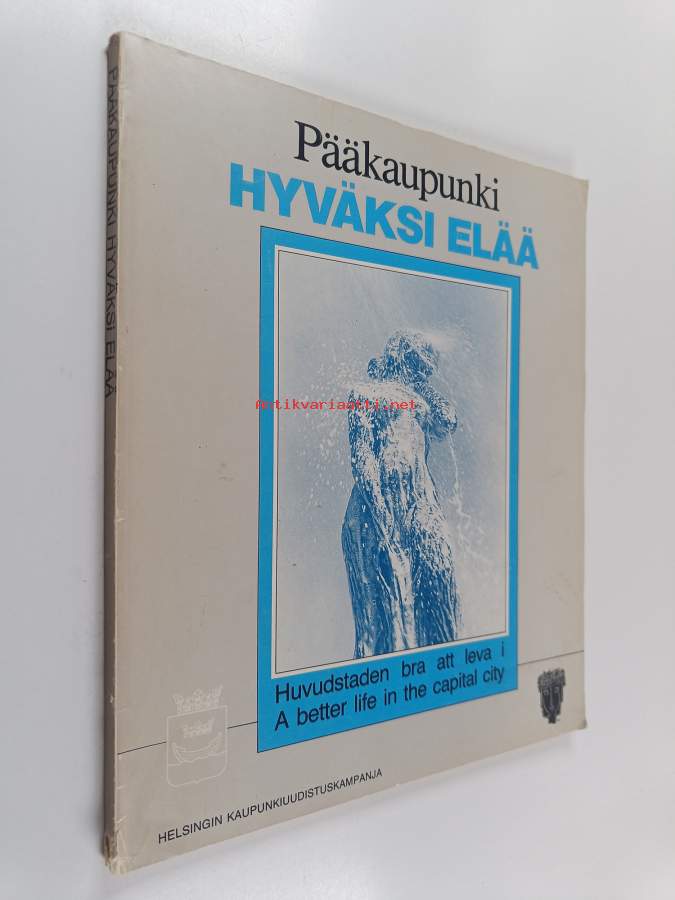 PÄÄKAUPUNKI HYVÄKSI ELÄÄ
Pääkaupunki
HYVÄKSI ELÄÄ
antikvariaatti.net
Huvudstaden bra att leva i
A better life in the capital city
HELSINGIN KAUPUNKIUUDISTUSKAMPANJA